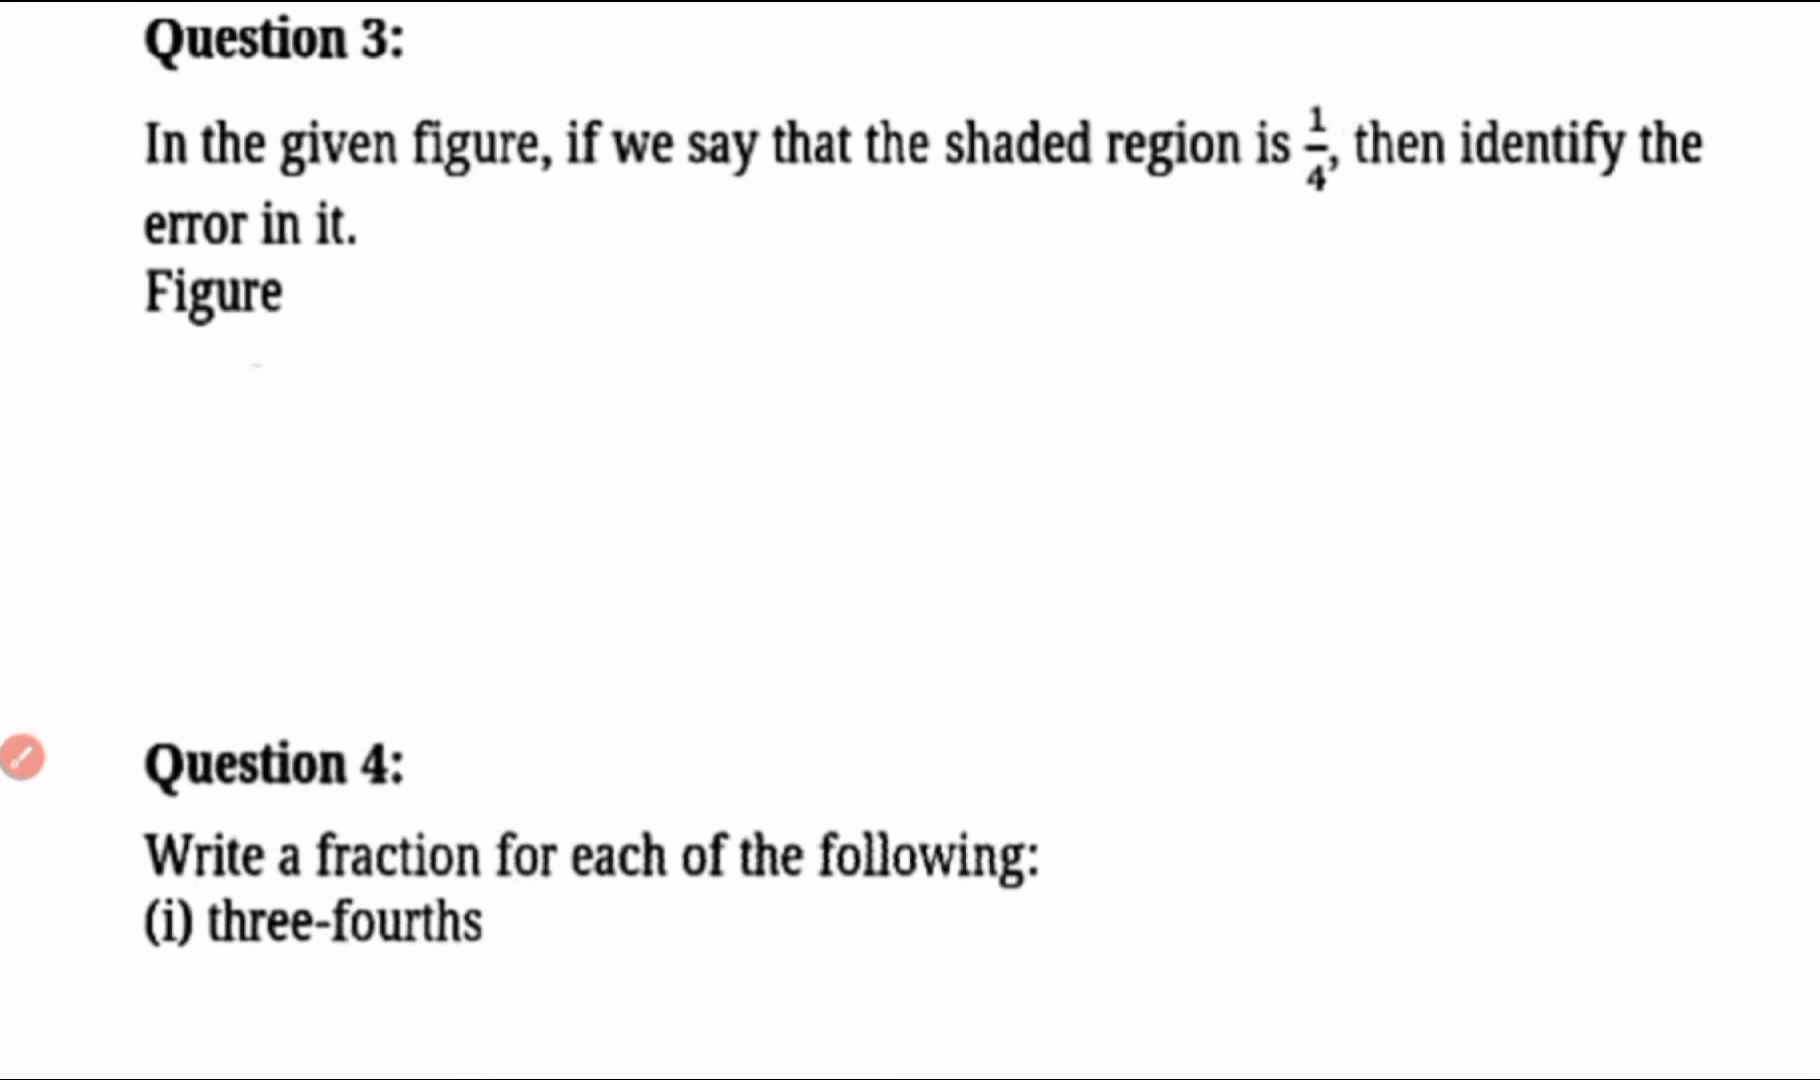 Question 3:
In the given figure, if we say that the shaded region is 1/4, then identify the
error in it.
Figure
Question 4:
Write a fraction for each of the following:
(i) three-fourths